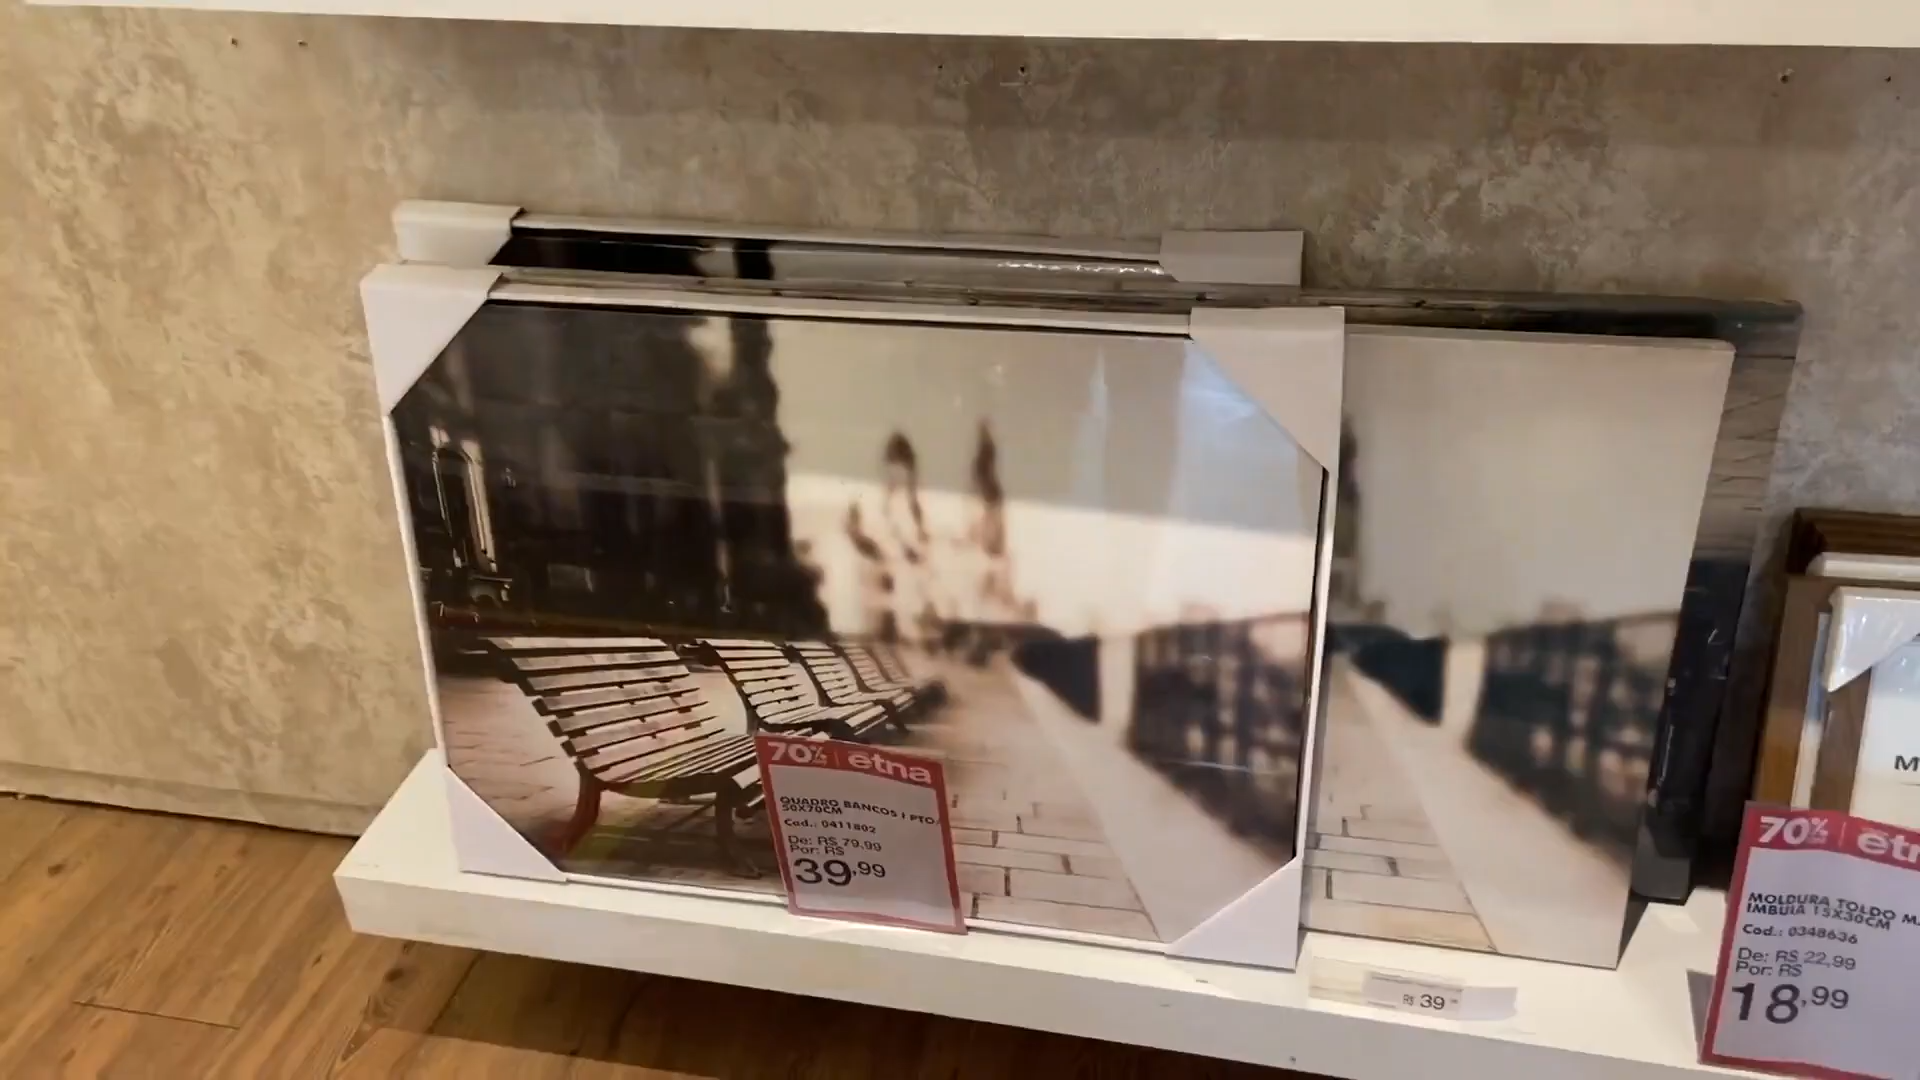 70% etna
QUADRO BANCOS I PTO
50X70CM
Cod.: 0411802
De: R$ 79,99
Por: R$
39,99
R$ 39
M
70% etn
MOLDURA TOLDO M
IMBUIA 15X30CM
Cod.: 0348636
De: R$ 22,99
Por: R$
18,99